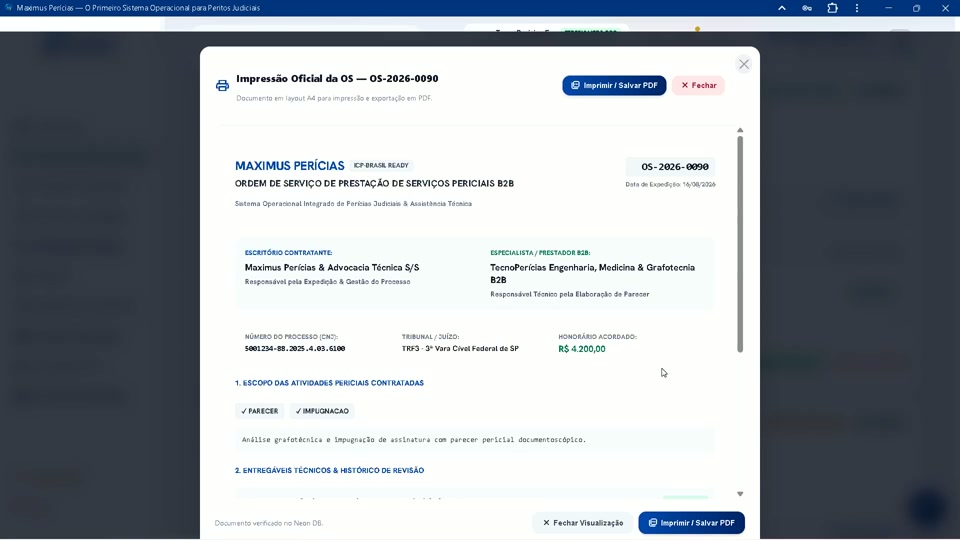 Maximus Perícias — O Primeiro Sistema Operacional para Peritos Judiciais
Impressão Oficial da OS — OS-2026-0090
Documento em layout A4 para impressão e exportação em PDF.
Imprimir / Salvar PDF
✕ Fechar
MAXIMUS PERÍCIAS
ICP-BRASIL READY
OS-2026-0090
ORDEM DE SERVIÇO DE PRESTAÇÃO DE SERVIÇOS PERICIAIS B2B
Data de Expedição: 16/08/2026
Sistema Operacional Integrado de Perícias Judiciais & Assistência Técnica
ESCRITÓRIO CONTRATANTE:
Maximus Perícias & Advocacia Técnica S/S
Responsável pela Expedição & Gestão do Processo
ESPECIALISTA / PRESTADOR B2B:
TecnoPerícias Engenharia, Medicina & Grafotecnia
B2B
Responsável Técnico pela Elaboração de Parecer
NÚMERO DO PROCESSO (CNJ):
5001234-88.2025.4.03.6100
TRIBUNAL / JUÍZO:
TRF3 - 3ª Vara Cível Federal de SP
HONORÁRIO ACORDADO:
R$ 4.200,00
1. ESCOPO DAS ATIVIDADES PERICIAIS CONTRATADAS
✓ PARECER
✓ IMPUGNACAO
Análise grafotécnica e impugnação de assinatura com parecer pericial documentoscópico.
2. ENTREGÁVEIS TÉCNICOS & HISTÓRICO DE REVISÃO
Documento verificado no Neon DB.
✕ Fechar Visualização
Imprimir / Salvar PDF